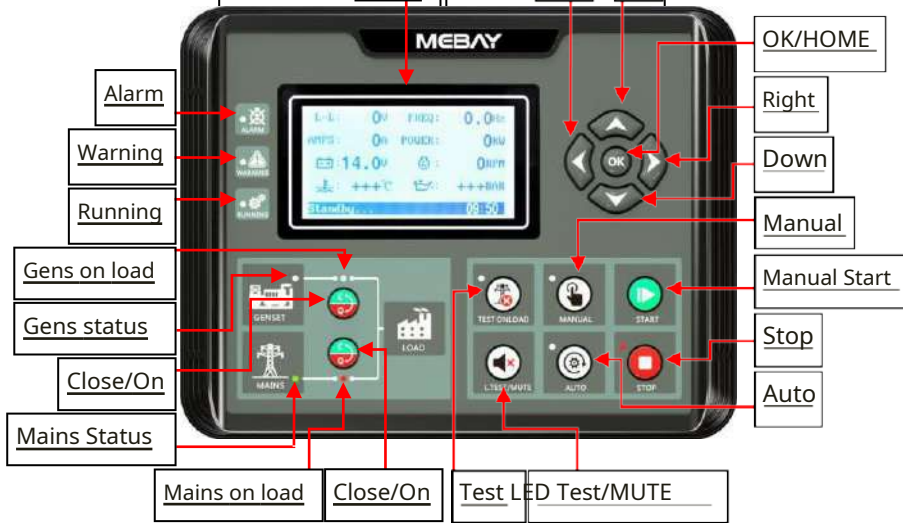 MEBAY
OK/HOME
Alarm
Right
Warning
Down
Running
Manual
Gens on load
Manual Start
Gens status
Stop
Close/On
Auto
Mains Status
Mains on load
Close/On
Test LED Test/MUTE
ALARM
WARNING
RUNNING
L-L: 0V FREQ: 0.0Hz
AMPS: 0A POWER: 0KW
14.0V 0RPM
+++℃ +++BAR
Standby... 09:50
OK
GENSET
LOAD
MAINS
TEST ONLOAD
MANUAL
START
L.TEST/MUTE
AUTO
STOP